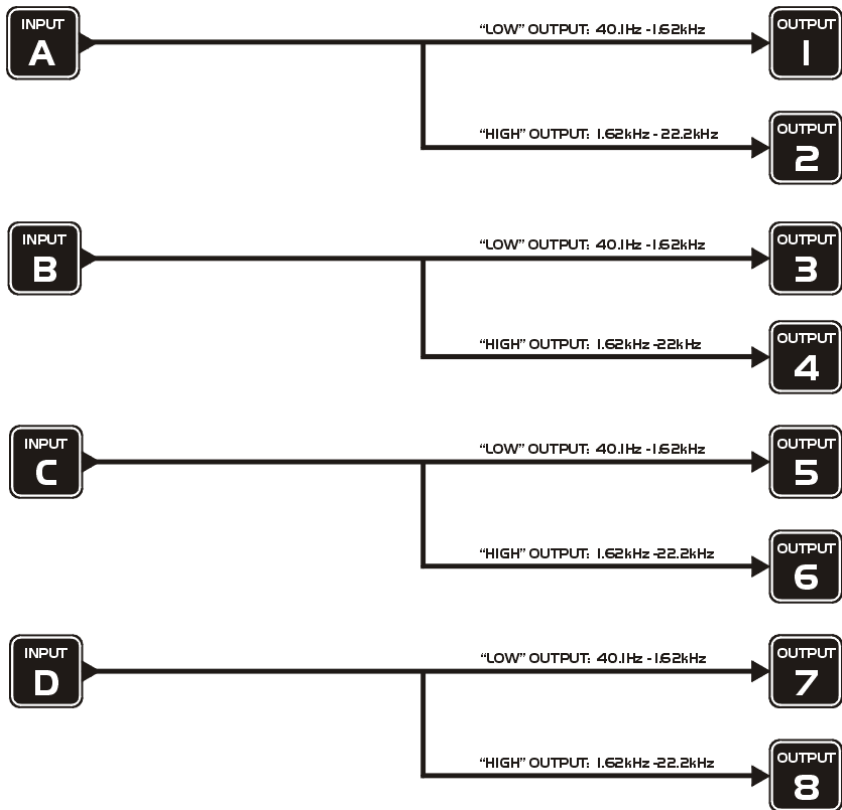 INPUT
A
"LOW" OUTPUT: 40.1Hz -1.62kHz
OUTPUT
1
"HIGH" OUTPUT: 1.62kHz - 22.2kHz
OUTPUT
2
INPUT
B
"LOW" OUTPUT: 40.1Hz -1.62kHz
OUTPUT
3
"HIGH" OUTPUT: 1.62kHz -22kHz
OUTPUT
4
INPUT
C
"LOW" OUTPUT: 40.1Hz -1.62kHz
OUTPUT
5
"HIGH" OUTPUT: 1.62kHz -22.2kHz
OUTPUT
6
INPUT
D
"LOW" OUTPUT: 40.1Hz -1.62kHz
OUTPUT
7
"HIGH" OUTPUT: 1.62kHz -22.2kHz
OUTPUT
8